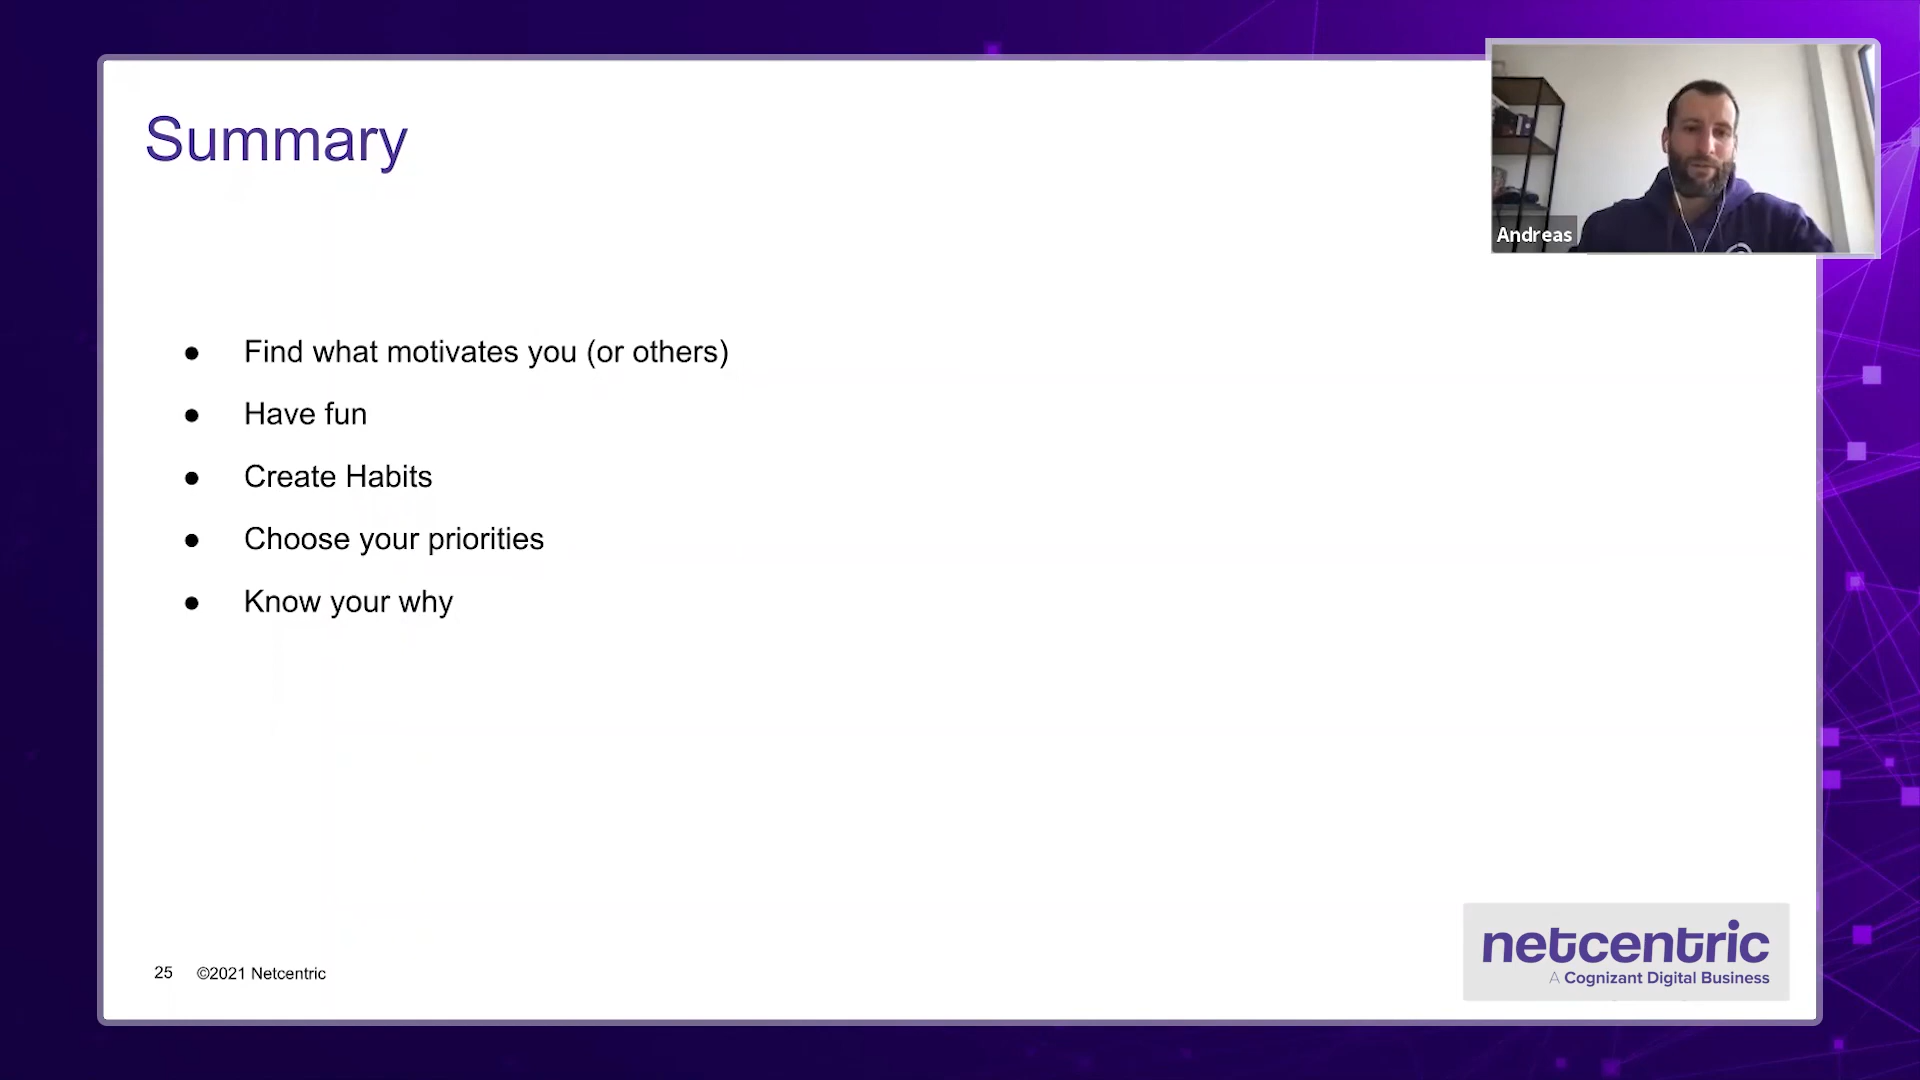 Summary
Andreas
● Find what motivates you (or others)
● Have fun
● Create Habits
● Choose your priorities
● Know your why
25 ©2021 Netcentric
netcentric
A Cognizant Digital Business